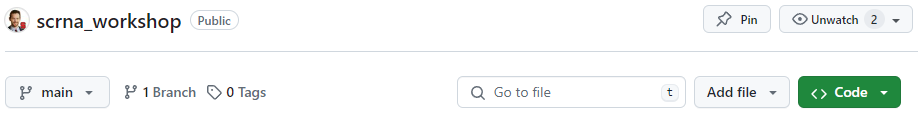 scrna_workshop Public Pin Unwatch 2
main 1 Branch 0 Tags Go to file t Add file <> Code